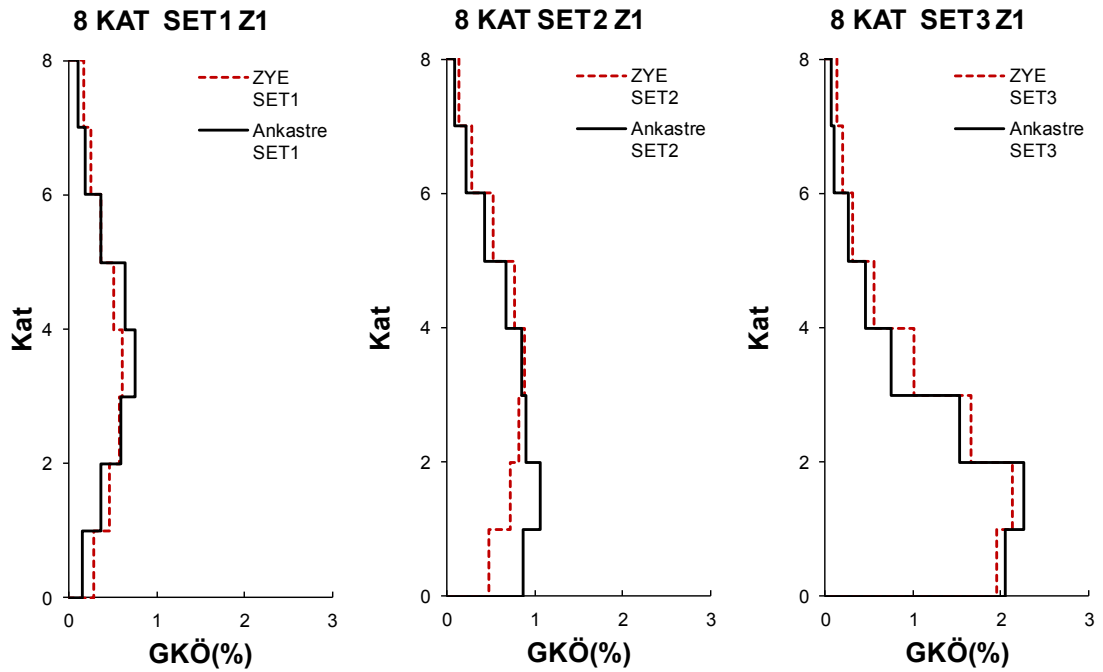 8 KAT SET1 Z1
8
6
4
2
0
Kat
0 1 2 3
GKÖ(%)
ZYE
SET1
Ankastre
SET1
8 KAT SET2 Z1
8
6
4
2
0
Kat
0 1 2 3
GKÖ(%)
ZYE
SET2
Ankastre
SET2
8 KAT SET3 Z1
8
6
4
2
0
Kat
0 1 2 3
GKÖ(%)
ZYE
SET3
Ankastre
SET3